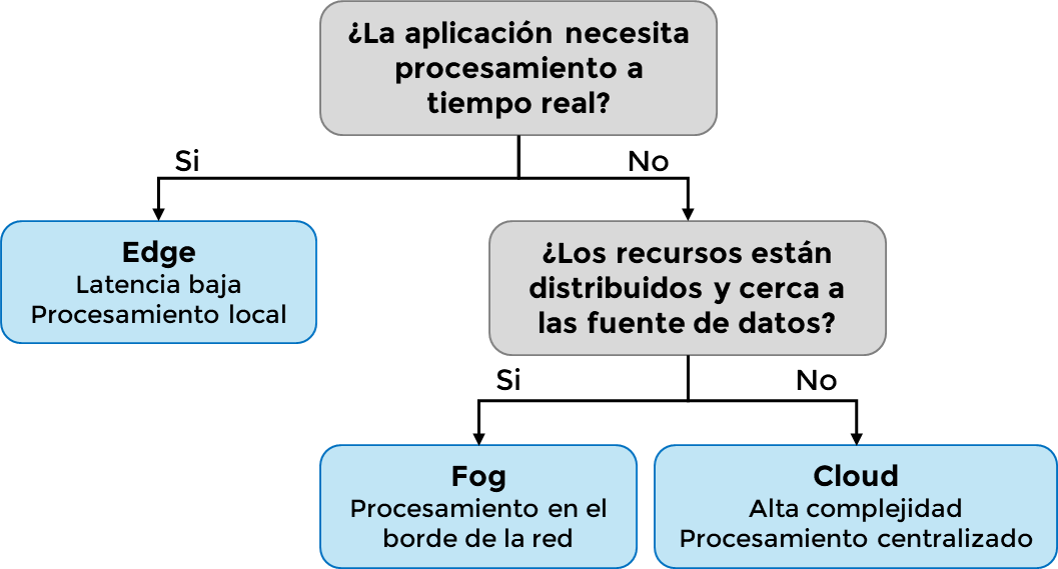 ¿La aplicación necesita
procesamiento a
tiempo real?
Si
No
Edge
Latencia baja
Procesamiento local
¿Los recursos están
distribuidos y cerca a
las fuente de datos?
Si
No
Fog
Procesamiento en el
borde de la red
Cloud
Alta complejidad
Procesamiento centralizado